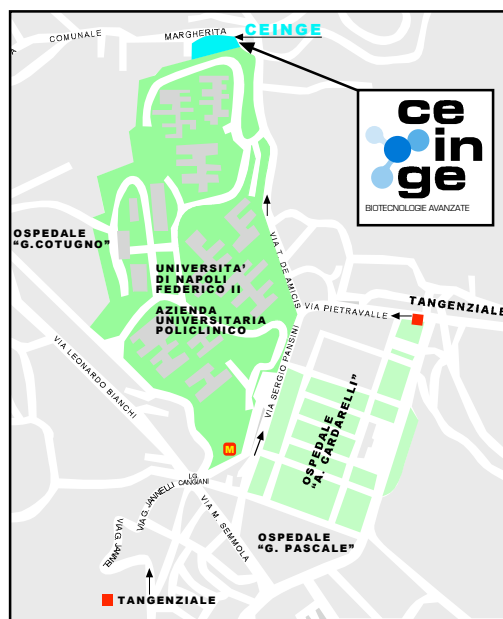 COMUNALE MARGHERITA
CEINGE
ce
in
ge
BIOTECNOLOGIE AVANZATE
OSPEDALE
"G.COTUGNO"
UNIVERSITA'
DI NAPOLI
FEDERICO II
AZIENDA
UNIVERSITARIA
POLICLINICO
VIA T. DE AMICIS
VIA PIETRAVALLE
TANGENZIALE
VIA SERGIO PANSINI
VIA LEONARDO BIANCHI
OSPEDALE
"A. CARDARELLI"
M
LG.
CANGIANI
VIA G. JANNELLI
VIA M. SEMMOLA
OSPEDALE
"G. PASCALE"
TANGENZIALE